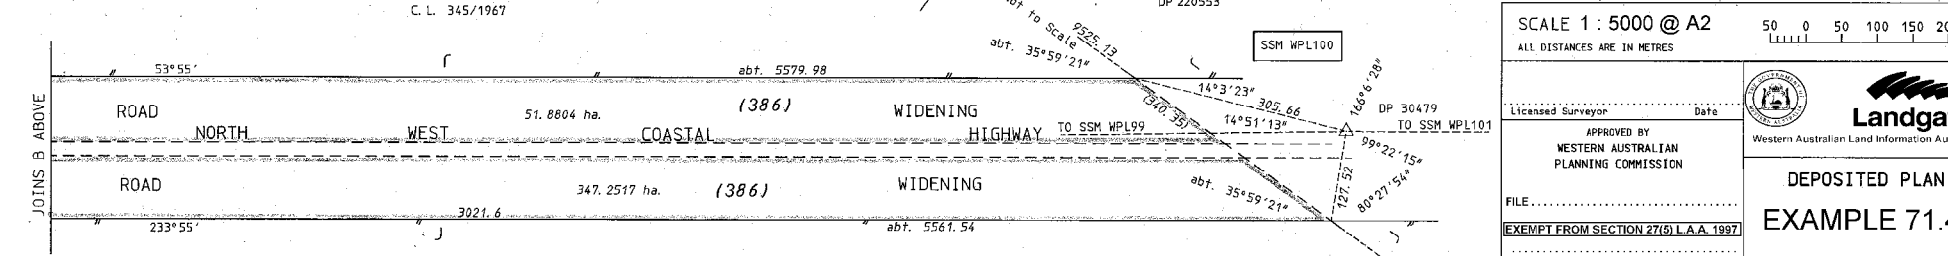 C.L. 345/1967
DP 220553
SSM WPL100
Not to Scale
9525.13
abt. 35°59'21"
53°55'
abt. 5579.98
14°3'23"
305.66
166°6'28"
DP 30479
ROAD
51.8804 ha.
(386)
WIDENING
(340.35)
14°51'13"
NORTH WEST COASTAL HIGHWAY
TO SSM WPL99
TO SSM WPL101
99°22'15"
JOINS B ABOVE
ROAD
347.2517 ha.
(386)
WIDENING
abt. 35°59'21"
127.52
80°27'54"
3021.6
233°55'
abt. 5561.54
SCALE 1 : 5000 @ A2
ALL DISTANCES ARE IN METRES
50 0 50 100 150
Licensed Surveyor Date
APPROVED BY
WESTERN AUSTRALIAN
PLANNING COMMISSION
FILE
EXEMPT FROM SECTION 27(5) L.A.A. 1997
Landga
Western Australian Land Information Au
DEPOSITED PLAN
EXAMPLE 71.